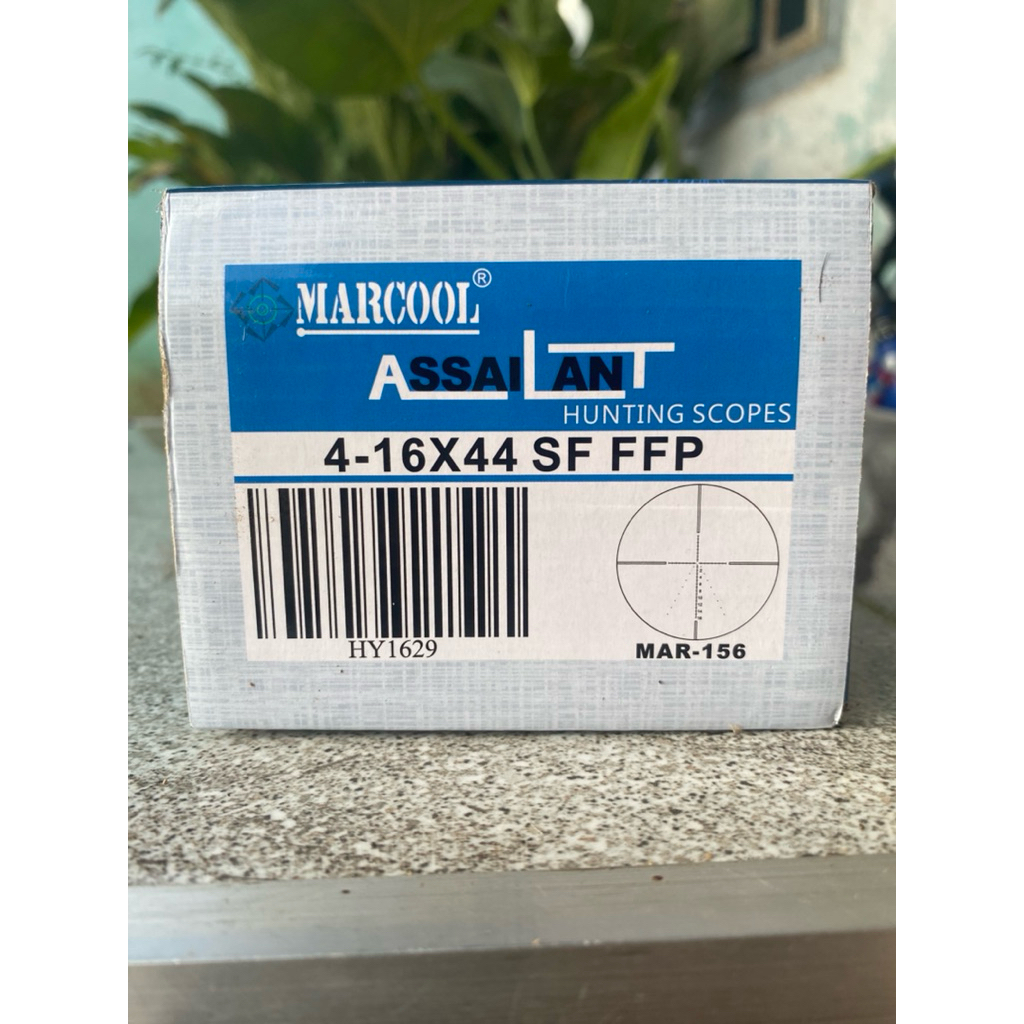 MARCOOL®
ASSAILANT
HUNTING SCOPES
4-16X44 SF FFP
HY1629
MAR-156